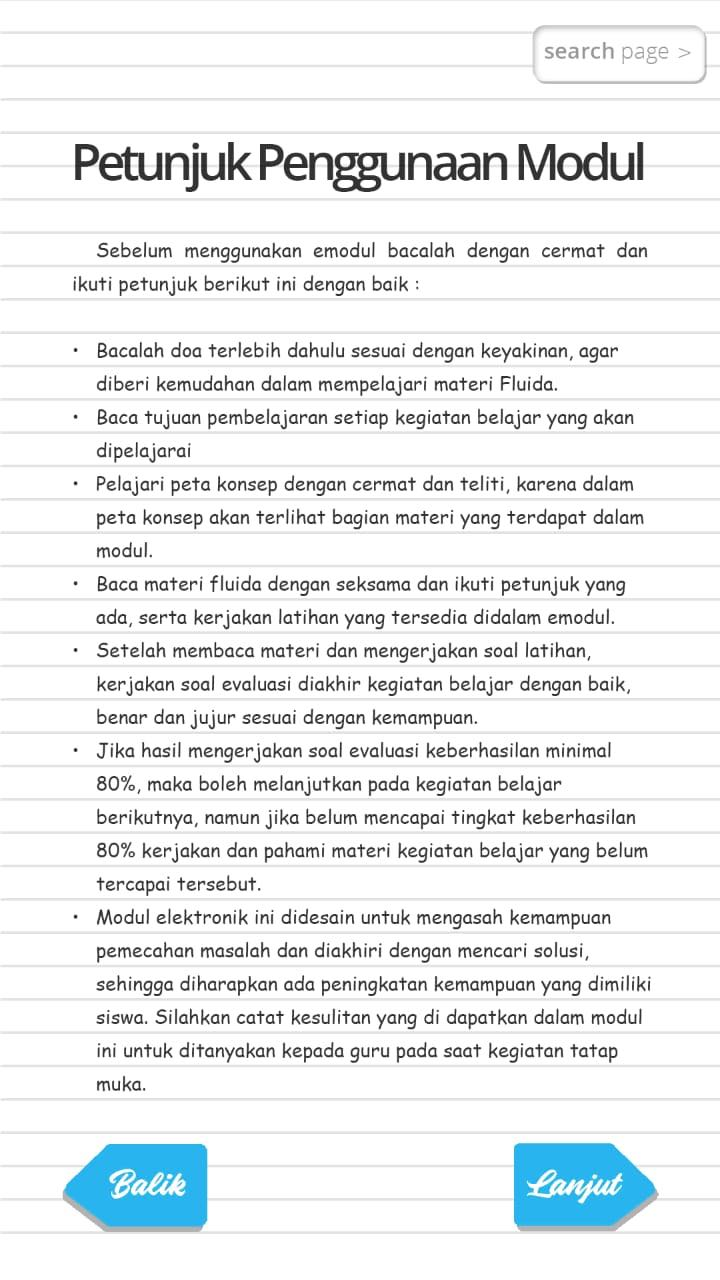 search page >
Petunjuk Penggunaan Modul
Sebelum menggunakan emodul bacalah dengan cermat dan
ikuti petunjuk berikut ini dengan baik :
• Bacalah doa terlebih dahulu sesuai dengan keyakinan, agar
diberi kemudahan dalam mempelajari materi Fluida.
• Baca tujuan pembelajaran setiap kegiatan belajar yang akan
dipelajarai
• Pelajari peta konsep dengan cermat dan teliti, karena dalam
peta konsep akan terlihat bagian materi yang terdapat dalam
modul.
• Baca materi fluida dengan seksama dan ikuti petunjuk yang
ada, serta kerjakan latihan yang tersedia didalam emodul.
• Setelah membaca materi dan mengerjakan soal latihan,
kerjakan soal evaluasi diakhir kegiatan belajar dengan baik,
benar dan jujur sesuai dengan kemampuan.
• Jika hasil mengerjakan soal evaluasi keberhasilan minimal
80%, maka boleh melanjutkan pada kegiatan belajar
berikutnya, namun jika belum mencapai tingkat keberhasilan
80% kerjakan dan pahami materi kegiatan belajar yang belum
tercapai tersebut.
• Modul elektronik ini didesain untuk mengasah kemampuan
pemecahan masalah dan diakhiri dengan mencari solusi,
sehingga diharapkan ada peningkatan kemampuan yang dimiliki
siswa. Silahkan catat kesulitan yang di dapatkan dalam modul
ini untuk ditanyakan kepada guru pada saat kegiatan tatap
muka.
Balik
Lanjut